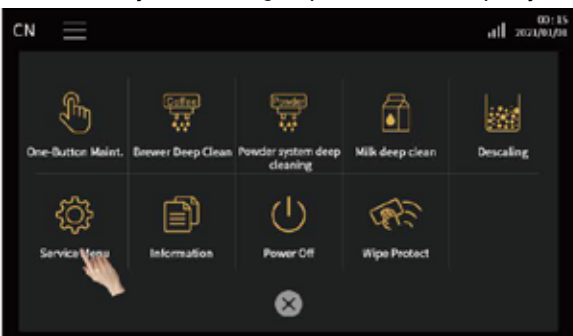 CN
00:15
2021/01/01
Coffee
Powder
One-Button Maint.
Brewer Deep Clean
Powder system deep
cleaning
Milk deep clean
Descaling
Service Menu
Information
Power Off
Wipe Protect